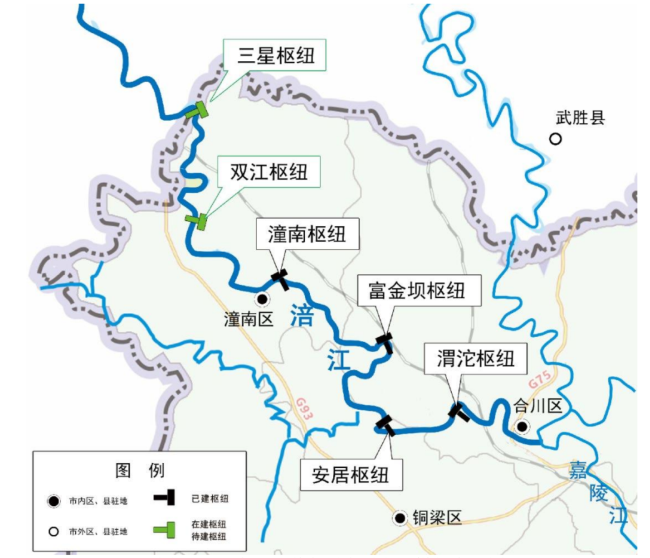 三星枢纽
武胜县
双江枢纽
潼南枢纽
富金坝枢纽
潼南区
涪
江
渭沱枢纽
G75
G93
合川区
安居枢纽
嘉
陵
江
铜梁区
图 例
市内区、县驻地
已建枢纽
市外区、县驻地
在建枢纽
待建枢纽